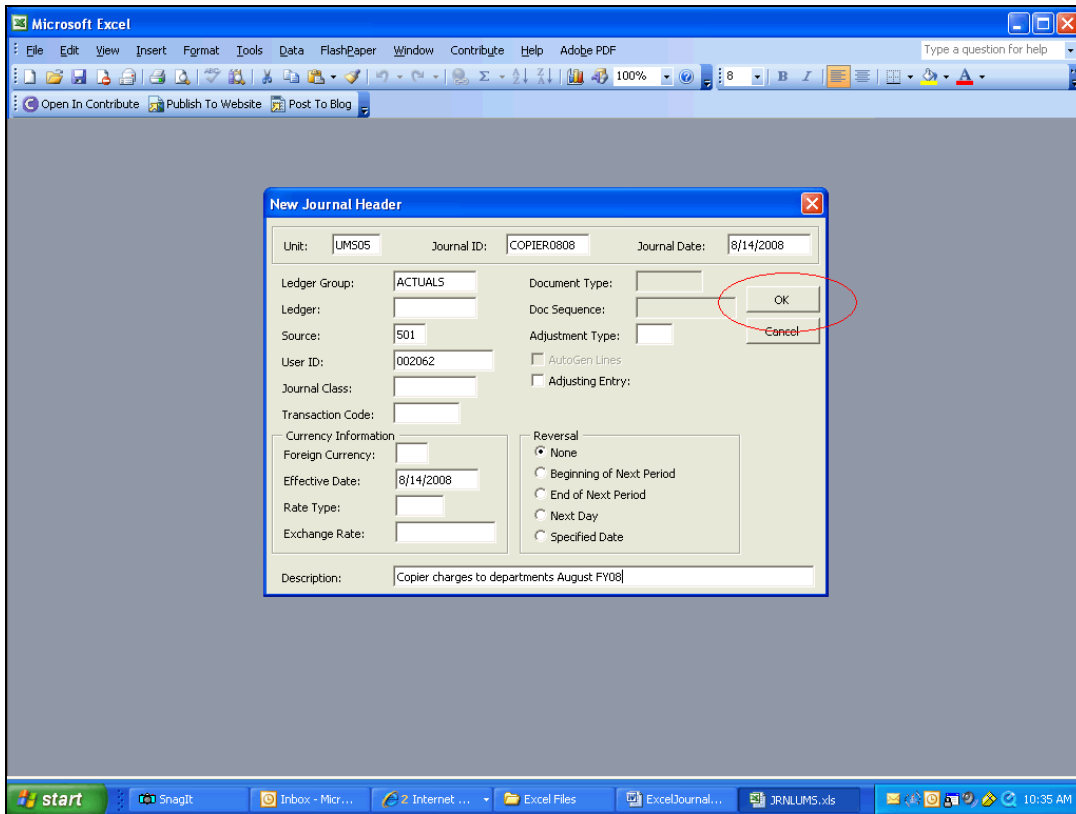 Microsoft Excel
File Edit View Insert Format Tools Data FlashPaper Window Contribute Help Adobe PDF Type a question for help
100% 8 B I A
Open In Contribute Publish To Website Post To Blog
New Journal Header
Unit: UMS05 Journal ID: COPIER0808 Journal Date: 8/14/2008
Ledger Group: ACTUALS Document Type:
OK
Ledger: Doc Sequence:
Source: 501 Adjustment Type: Cancel
User ID: 002062 AutoGen Lines
Journal Class: Adjusting Entry:
Transaction Code:
Currency Information Reversal
Foreign Currency: None
Effective Date: 8/14/2008 Beginning of Next Period
End of Next Period
Rate Type: Next Day
Exchange Rate: Specified Date
Description: Copier charges to departments August FY08
start SnagIt Inbox - Micr... 2 Internet ... Excel Files ExcelJournal... JRNLUMS.xls 10:35 AM